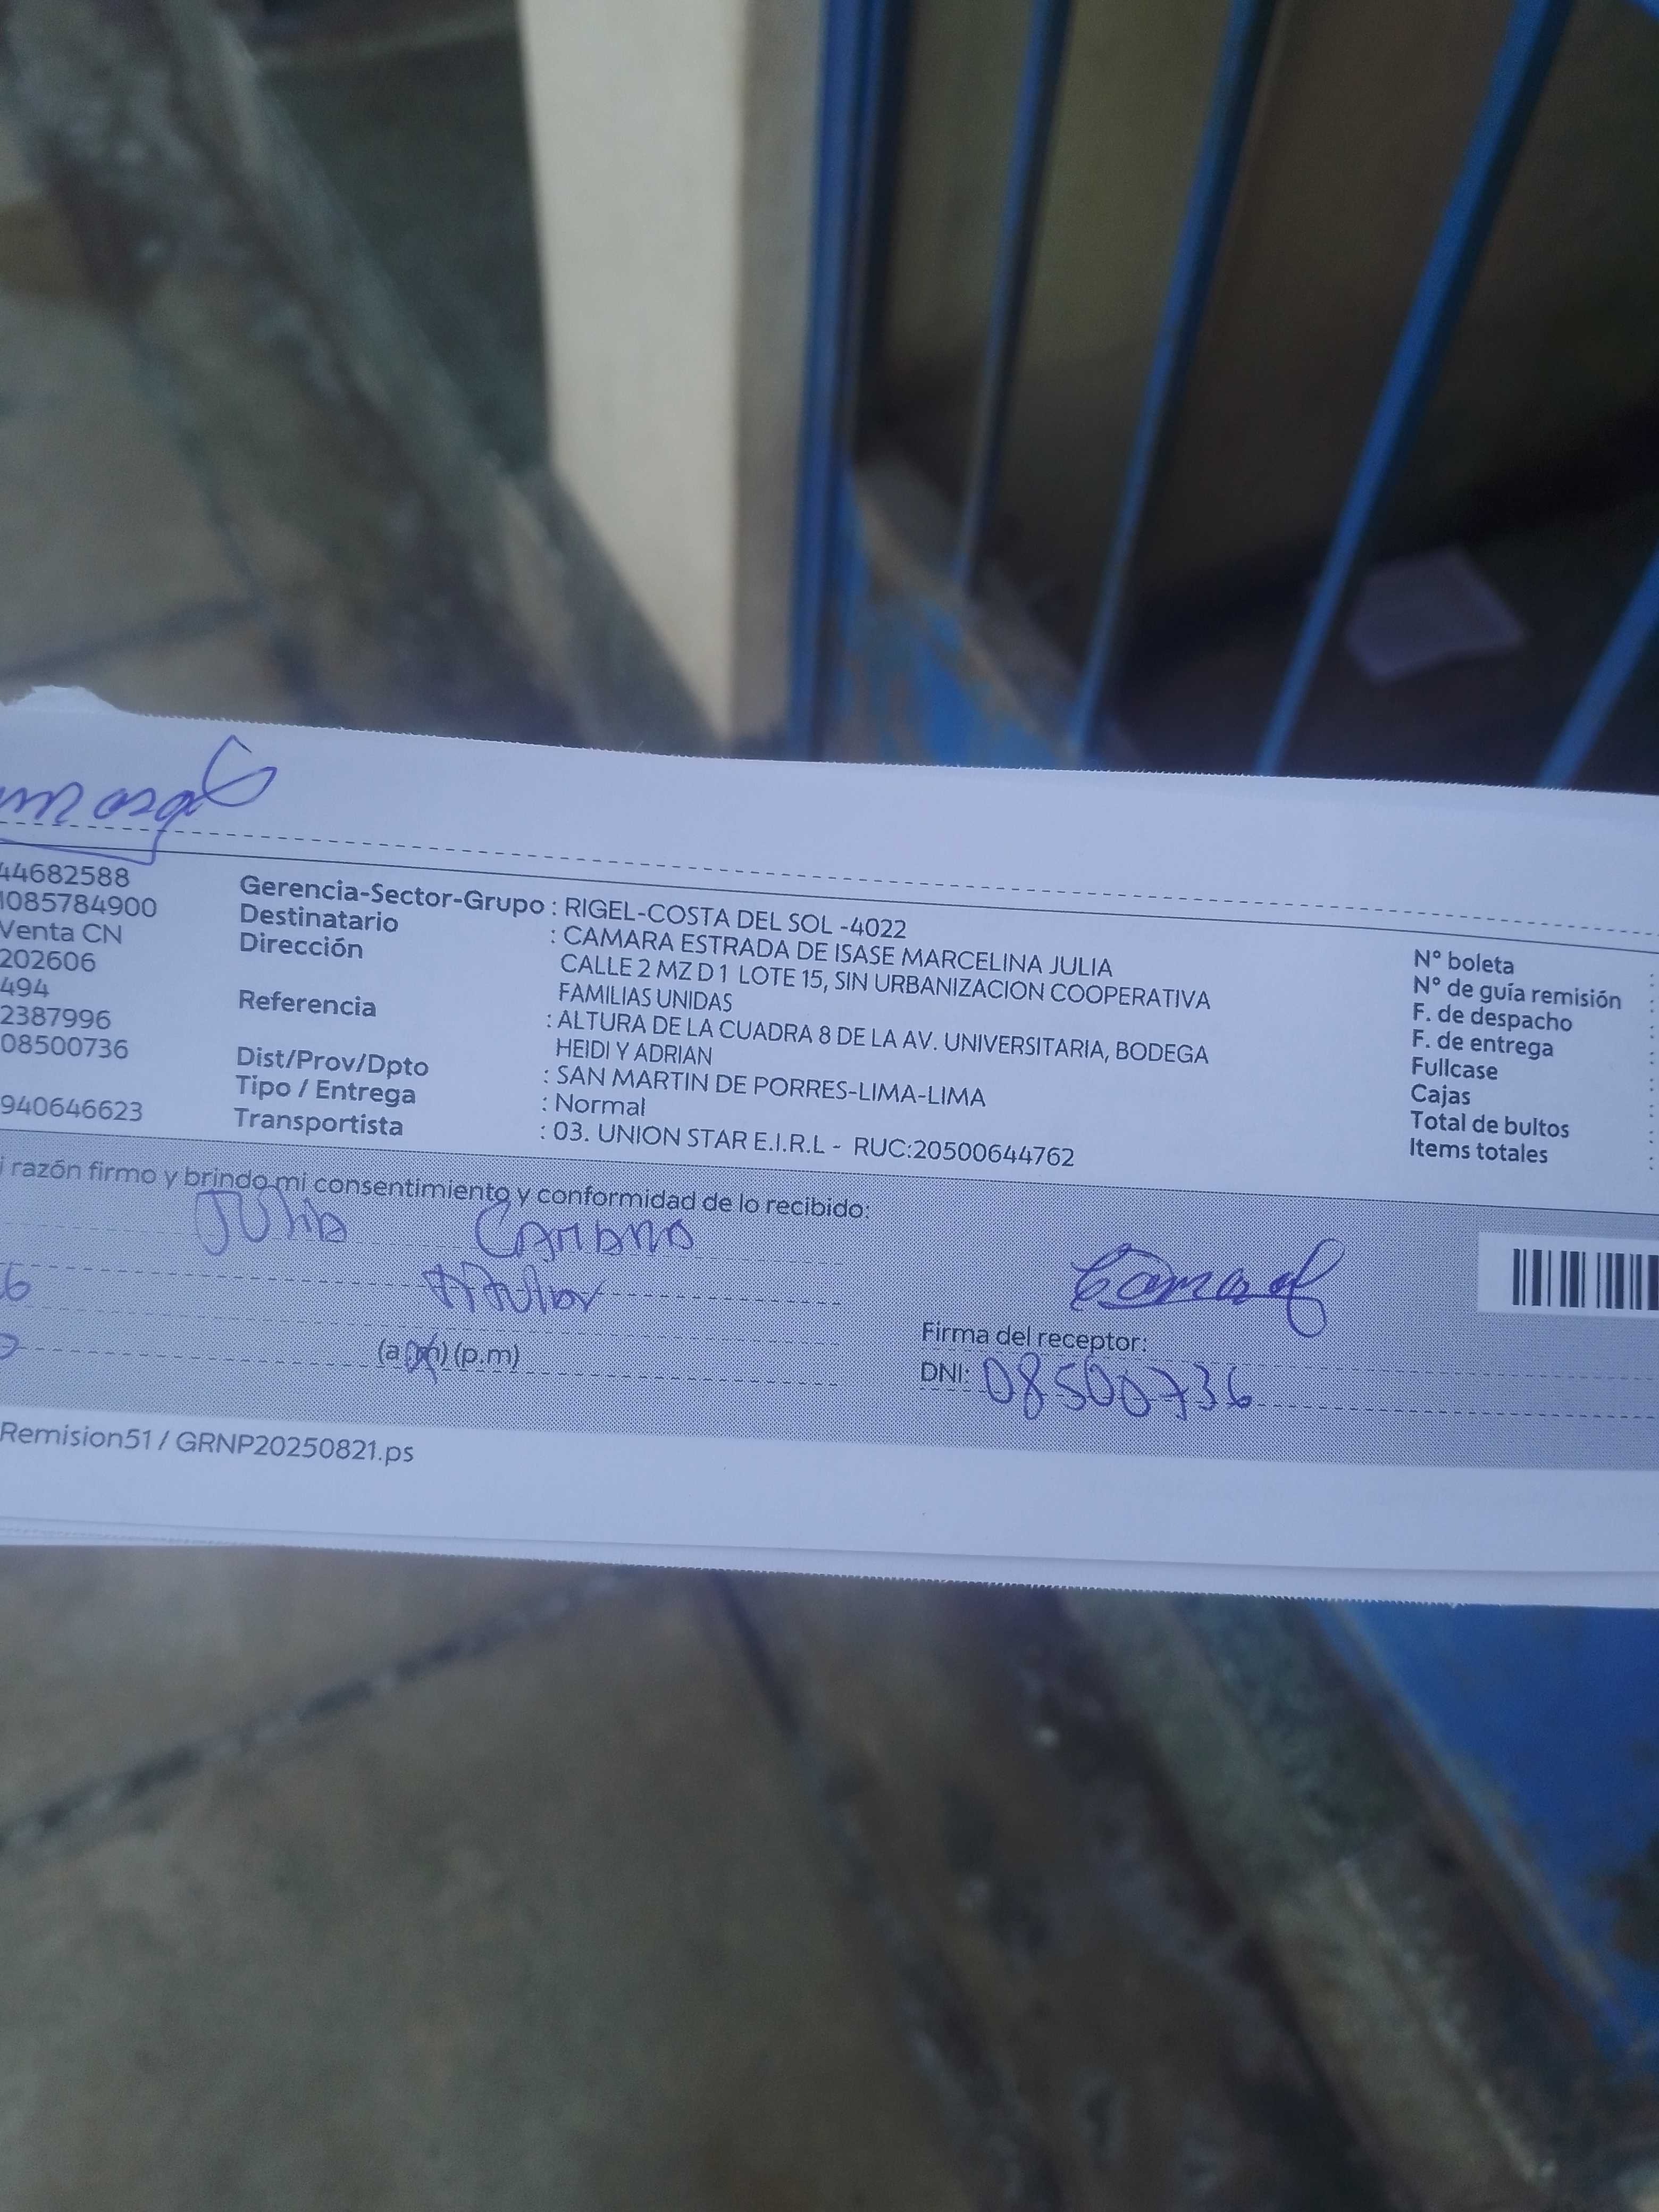 44682588
1085784900
Venta CN
202606
494
2387996
08500736
940646623
Gerencia-Sector-Grupo : RIGEL-COSTA DEL SOL -4022
Destinatario : CAMARA ESTRADA DE ISASE MARCELINA JULIA
Dirección CALLE 2 MZ D 1 LOTE 15, SIN URBANIZACION COOPERATIVA
FAMILIAS UNIDAS
Referencia : ALTURA DE LA CUADRA 8 DE LA AV. UNIVERSITARIA, BODEGA
HEIDI Y ADRIAN
Dist/Prov/Dpto : SAN MARTIN DE PORRES-LIMA-LIMA
Tipo / Entrega : Normal
Transportista : 03. UNION STAR E.I.R.L - RUC:20500644762
N° boleta :
N° de guía remisión :
F. de despacho :
F. de entrega :
Fullcase :
Cajas :
Total de bultos :
Items totales :
i razón firmo y brindo mi consentimiento y conformidad de lo recibido:
Julia Camara
titular
6
(a.m) (p.m)
Firma del receptor:
DNI: 08500736
Remision51 / GRNP20250821.ps